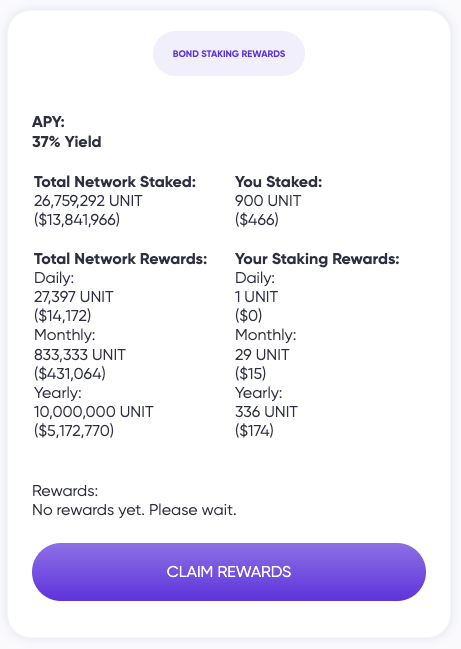 BOND STAKING REWARDS
APY:
37% Yield
Total Network Staked:
26,759,292 UNIT
($13,841,966)
You Staked:
900 UNIT
($466)
Total Network Rewards:
Daily:
27,397 UNIT
($14,172)
Monthly:
833,333 UNIT
($431,064)
Yearly:
10,000,000 UNIT
($5,172,770)
Your Staking Rewards:
Daily:
1 UNIT
($0)
Monthly:
29 UNIT
($15)
Yearly:
336 UNIT
($174)
Rewards:
No rewards yet. Please wait.
CLAIM REWARDS